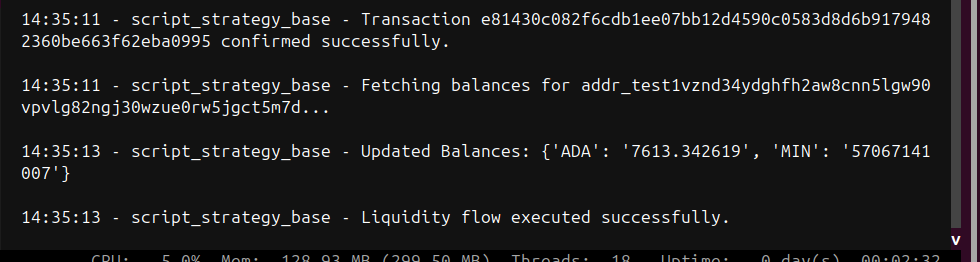 14:35:11 - script_strategy_base - Transaction e81430c082f6cdb1ee07bb12d4590c0583d8d6b917948
2360be663f62eba0995 confirmed successfully.
14:35:11 - script_strategy_base - Fetching balances for addr_test1vznd34ydghfh2aw8cnn5lgw90
vpvlg82ngj30wzue0rw5jgct5m7d...
14:35:13 - script_strategy_base - Updated Balances: {'ADA': '7613.342619', 'MIN': '57067141
007'}
14:35:13 - script_strategy_base - Liquidity flow executed successfully.
v
CPU: 5.0% Mem: 128.93 MB (299.50 MB) Threads: 18 Uptime: 0 day(s) 00:02:32